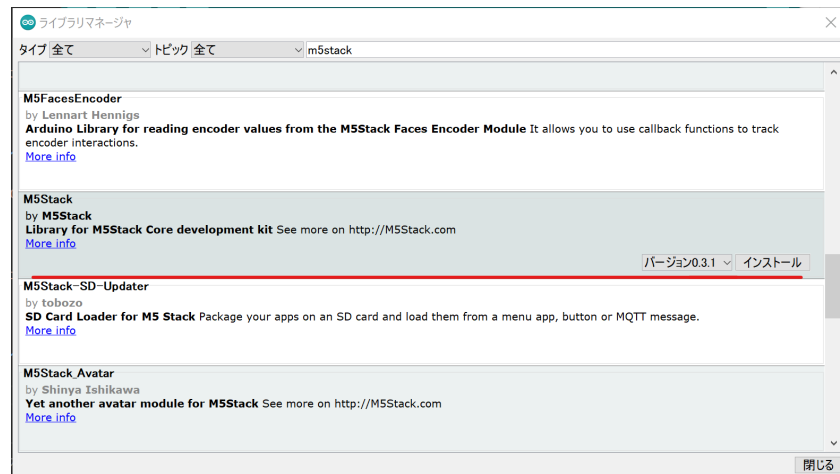 ライブラリマネージャ
タイプ 全て トピック 全て m5stack
M5FacesEncoder
by Lennart Hennigs
Arduino Library for reading encoder values from the M5Stack Faces Encoder Module It allows you to use callback functions to track
encoder interactions.
More info
M5Stack
by M5Stack
Library for M5Stack Core development kit See more on http://M5Stack.com
More info
バージョン0.3.1 インストール
M5Stack-SD-Updater
by tobozo
SD Card Loader for M5 Stack Package your apps on an SD card and load them from a menu app, button or MQTT message.
More info
M5Stack_Avatar
by Shinya Ishikawa
Yet another avatar module for M5Stack See more on http://M5Stack.com
More info
閉じる